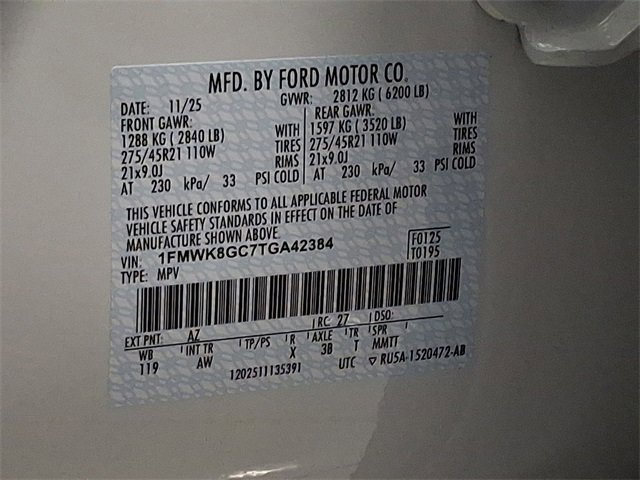 MFD. BY FORD MOTOR CO.
DATE: 11/25 GVWR: 2812 KG ( 6200 LB)
FRONT GAWR: REAR GAWR:
1288 KG ( 2840 LB) WITH 1597 KG ( 3520 LB) WITH
275/45R21 110W TIRES 275/45R21 110W TIRES
21x9.0J RIMS 21x9.0J RIMS
AT 230 kPa/ 33 PSI COLD AT 230 kPa/ 33 PSI COLD
THIS VEHICLE CONFORMS TO ALL APPLICABLE FEDERAL MOTOR
VEHICLE SAFETY STANDARDS IN EFFECT ON THE DATE OF
MANUFACTURE SHOWN ABOVE.
VIN: 1FMWK8GC7TGA42384 F0125
TYPE: MPV T0195
EXT PNT: AZ RC: 27 DSO:
WB INT TR TP/PS R AXLE TR SPR
119 AW X 3B T MMTT
1202511135391 UTC ▽ RU5A-1520472-AB